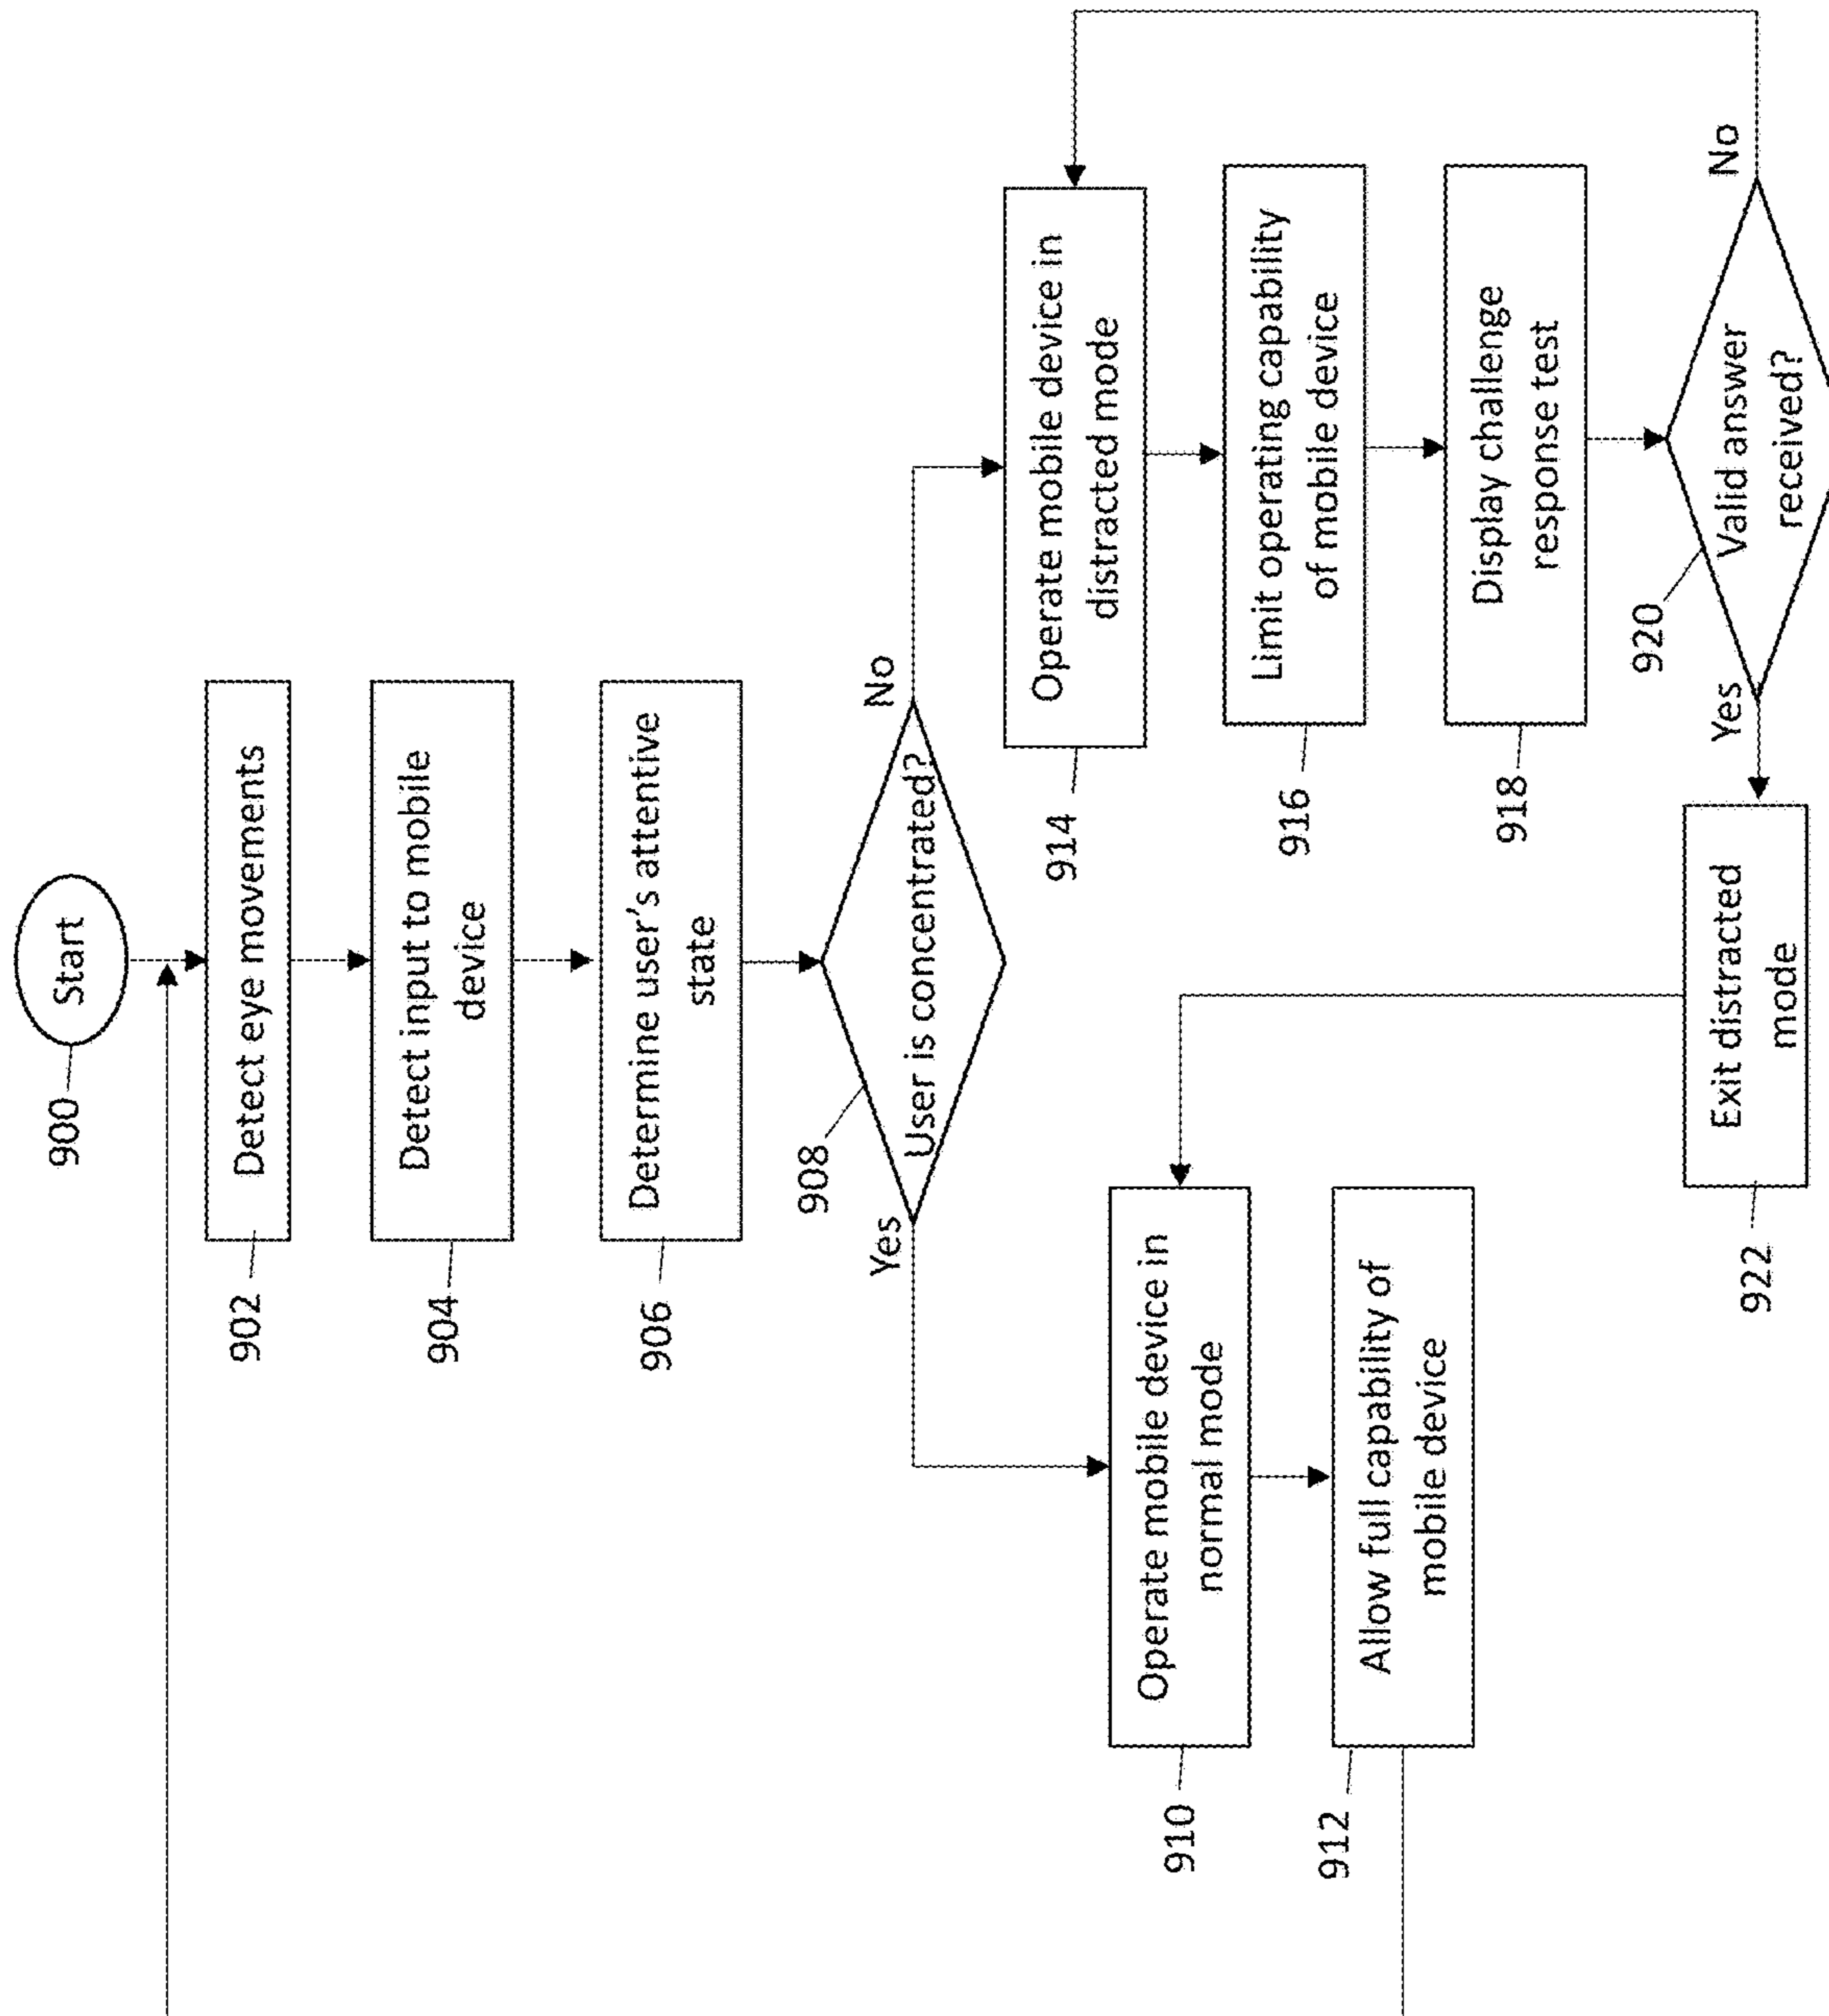 900
Start
902
Detect eye movements
904
Detect input to mobile
device
906
Determine user's attentive
state
908
User is concentrated?
Yes
No
910
Operate mobile device in
normal mode
912
Allow full capability of
mobile device
914
Operate mobile device in
distracted mode
916
Limit operating capability
of mobile device
918
Display challenge
response test
920
Valid answer
received?
Yes
No
922
Exit distracted
mode